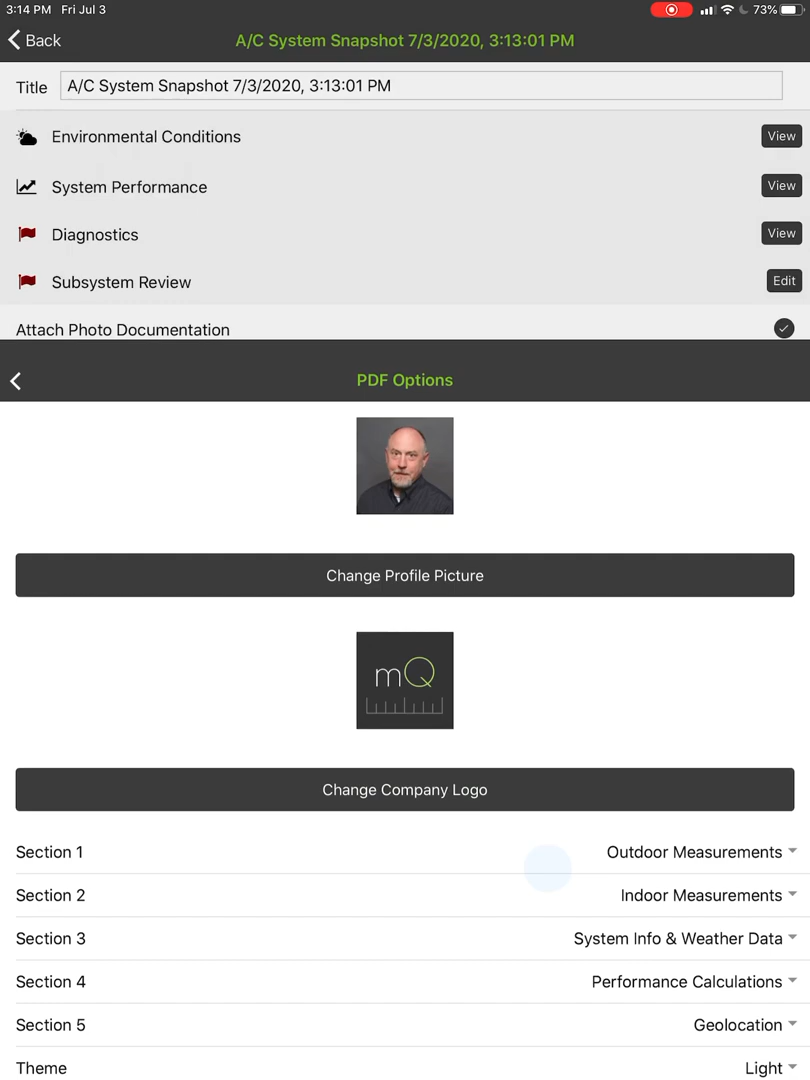 3:14 PM Fri Jul 3 73%
Back A/C System Snapshot 7/3/2020, 3:13:01 PM
Title A/C System Snapshot 7/3/2020, 3:13:01 PM
Environmental Conditions View
System Performance View
Diagnostics View
Subsystem Review Edit
Attach Photo Documentation
PDF Options
Change Profile Picture
mQ
Change Company Logo
Section 1 Outdoor Measurements
Section 2 Indoor Measurements
Section 3 System Info & Weather Data
Section 4 Performance Calculations
Section 5 Geolocation
Theme Light